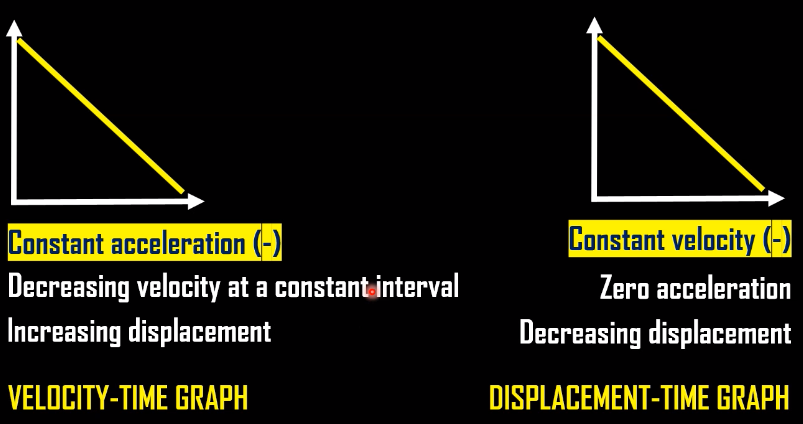 Constant acceleration (-)
Decreasing velocity at a constant interval
Increasing displacement
VELOCITY-TIME GRAPH
Constant velocity (-)
Zero acceleration
Decreasing displacement
DISPLACEMENT-TIME GRAPH